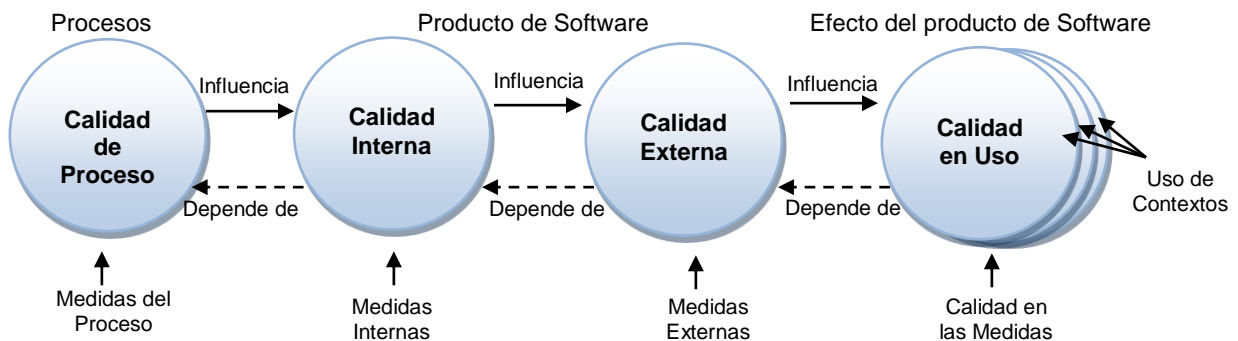 Procesos
Producto de Software
Efecto del producto de Software
Influencia
Influencia
Influencia
Calidad
de
Proceso
Calidad
Interna
Calidad
Externa
Calidad
en Uso
Depende de
Depende de
Depende de
Uso de
Contextos
Medidas del
Proceso
Medidas
Internas
Medidas
Externas
Calidad en
las Medidas